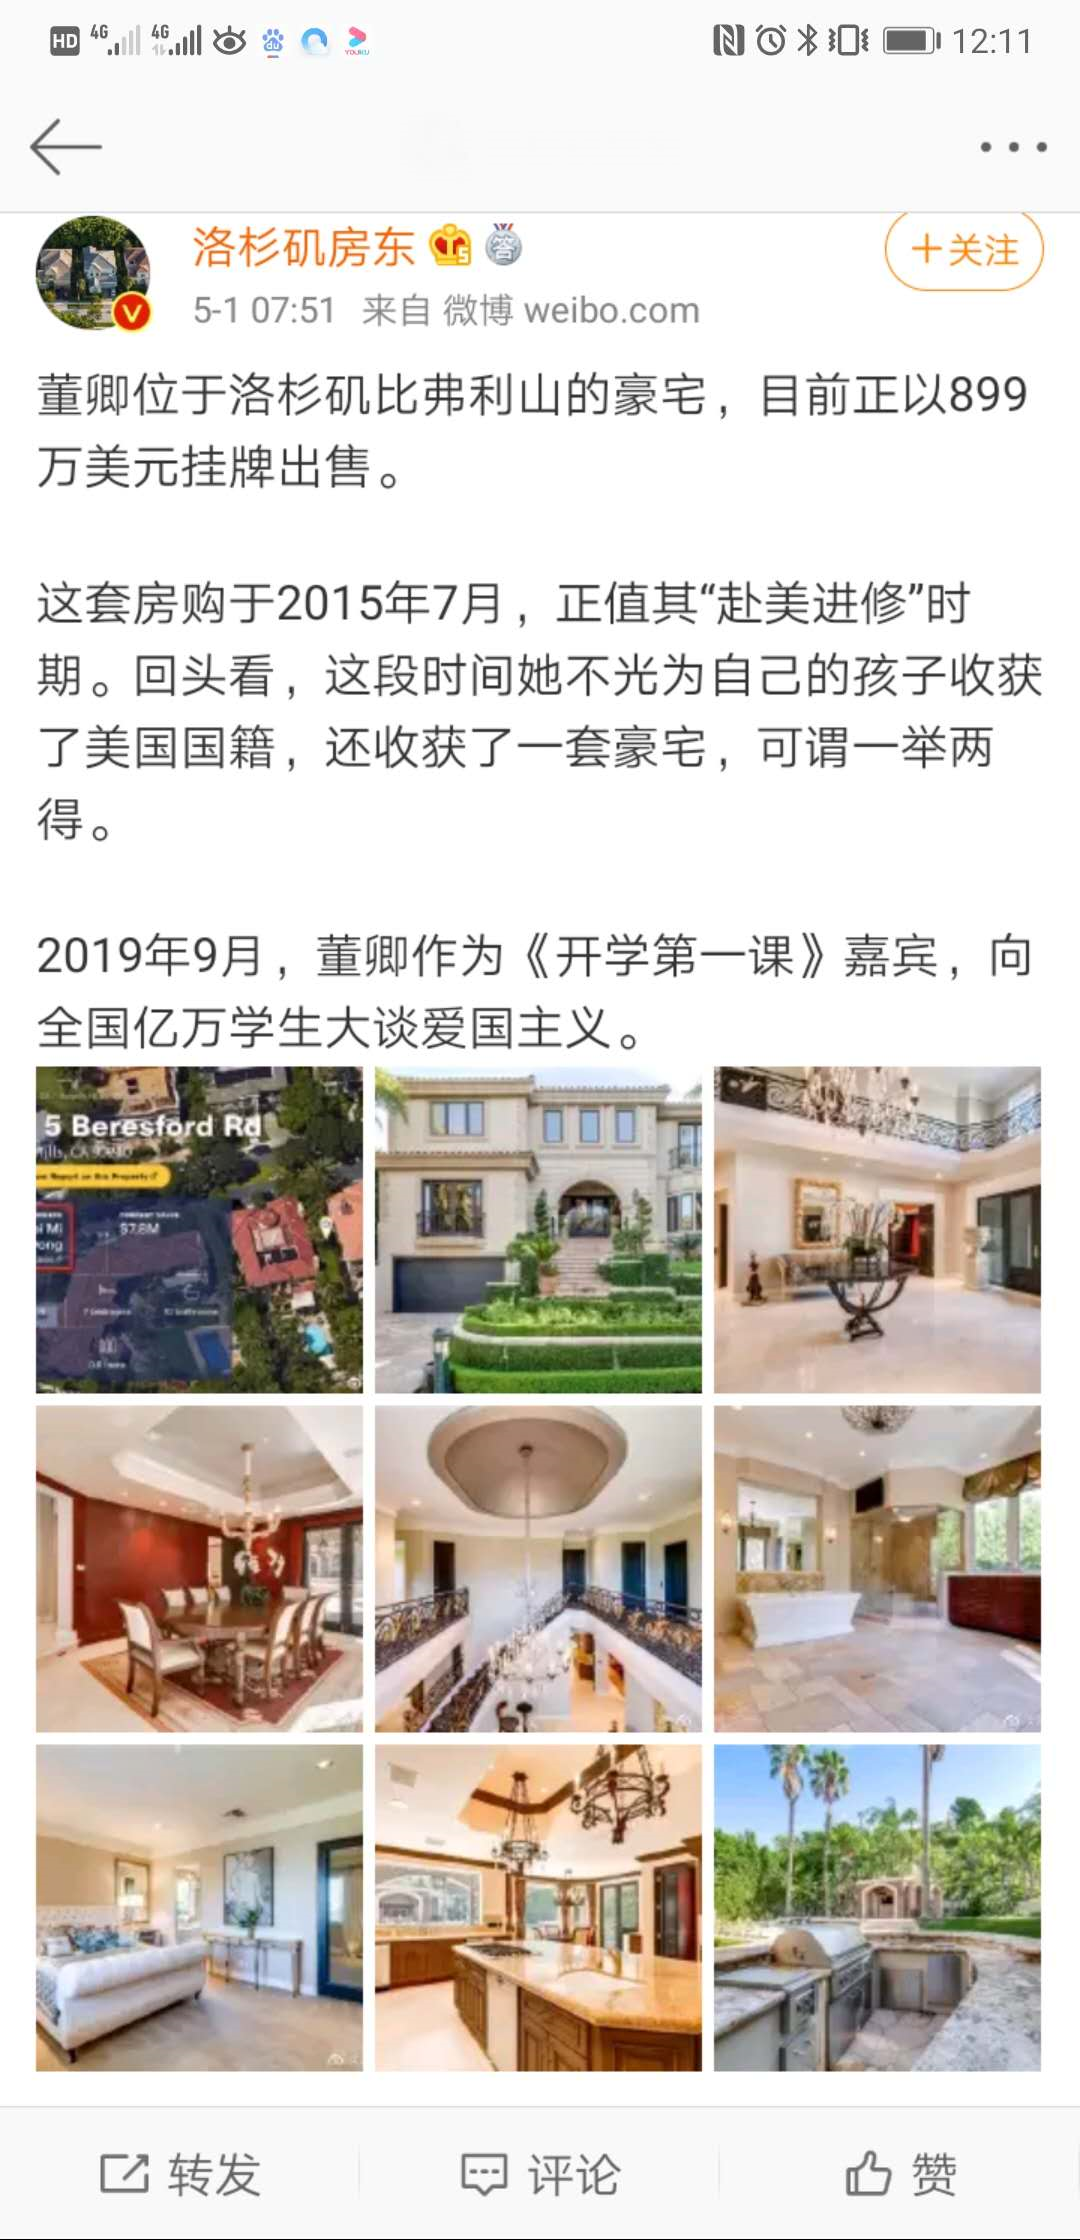 HD 4G 4G 12:11
洛杉矶房东
5-1 07:51 来自 微博 weibo.com
+关注
董卿位于洛杉矶比弗利山的豪宅，目前正以899
万美元挂牌出售。
这套房购于2015年7月，正值其“赴美进修”时
期。回头看，这段时间她不光为自己的孩子收获
了美国国籍，还收获了一套豪宅，可谓一举两
得。
2019年9月，董卿作为《开学第一课》嘉宾，向
全国亿万学生大谈爱国主义。
5 Beresford Rd
$7.8M
转发
评论
赞